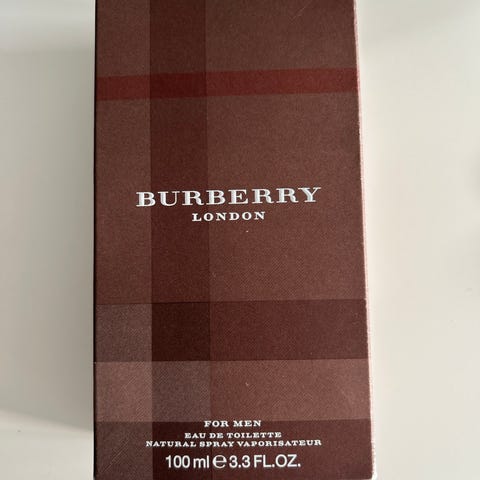 BURBERRY
LONDON
FOR MEN
EAU DE TOILETTE
NATURAL SPRAY VAPORISATEUR
100 ml ℮ 3.3 FL.OZ.